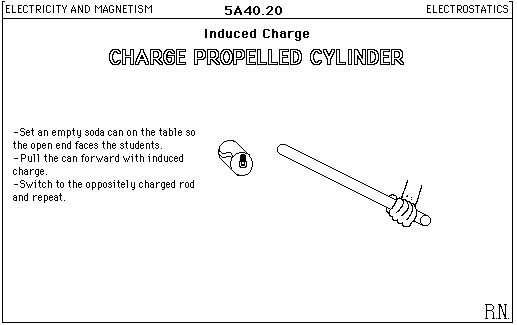 ELECTRICITY AND MAGNETISM 5A40.20 ELECTROSTATICS
Induced Charge
CHARGE PROPELLED CYLINDER
-Set an empty soda can on the table so
the open end faces the students.
-Pull the can forward with induced
charge.
-Switch to the oppositely charged rod
and repeat.
R.N.